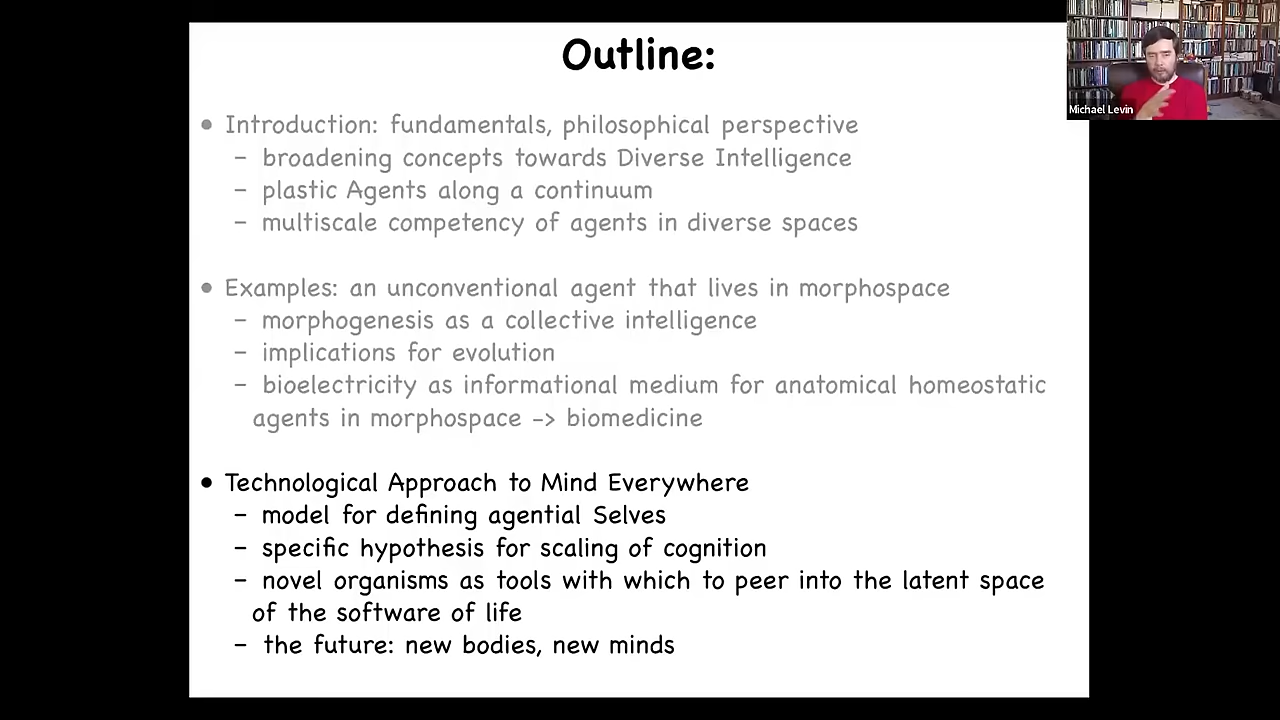 Outline:
Michael Levin
• Introduction: fundamentals, philosophical perspective
– broadening concepts towards Diverse Intelligence
– plastic Agents along a continuum
– multiscale competency of agents in diverse spaces
• Examples: an unconventional agent that lives in morphospace
– morphogenesis as a collective intelligence
– implications for evolution
– bioelectricity as informational medium for anatomical homeostatic
agents in morphospace -> biomedicine
• Technological Approach to Mind Everywhere
– model for defining agential Selves
– specific hypothesis for scaling of cognition
– novel organisms as tools with which to peer into the latent space
of the software of life
– the future: new bodies, new minds